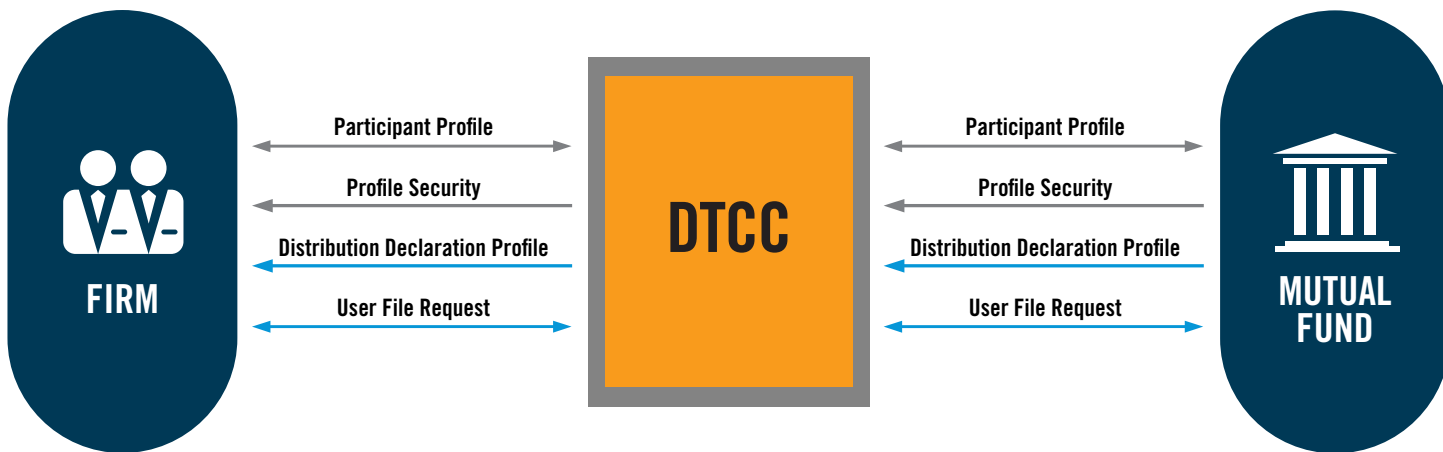 Participant Profile
Profile Security
Distribution Declaration Profile
User File Request
FIRM
DTCC
Participant Profile
Profile Security
Distribution Declaration Profile
User File Request
MUTUAL
FUND